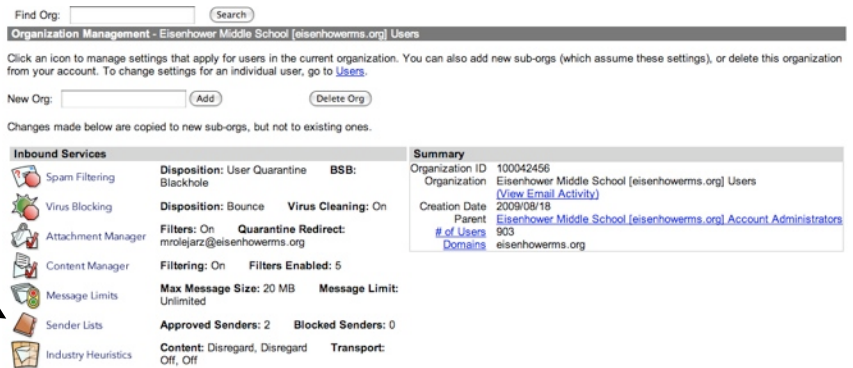 Find Org: Search
Organization Management - Eisenhower Middle School [eisenhowerms.org] Users
Click an icon to manage settings that apply for users in the current organization. You can also add new sub-orgs (which assume these settings), or delete this organization
from your account. To change settings for an individual user, go to Users.
New Org: Add Delete Org
Changes made below are copied to new sub-orgs, but not to existing ones.
Inbound Services
Spam Filtering Disposition: User Quarantine BSB:
Blackhole
Virus Blocking Disposition: Bounce Virus Cleaning: On
Attachment Manager Filters: On Quarantine Redirect:
mrolejarz@eisenhowerms.org
Content Manager Filtering: On Filters Enabled: 5
Message Limits Max Message Size: 20 MB Message Limit:
Unlimited
Sender Lists Approved Senders: 2 Blocked Senders: 0
Industry Heuristics Content: Disregard, Disregard Transport:
Off, Off
Summary
Organization ID 100042456
Organization Eisenhower Middle School [eisenhowerms.org] Users
(View Email Activity)
Creation Date 2009/08/18
Parent Eisenhower Middle School [eisenhowerms.org] Account Administrators
# of Users 903
Domains eisenhowerms.org